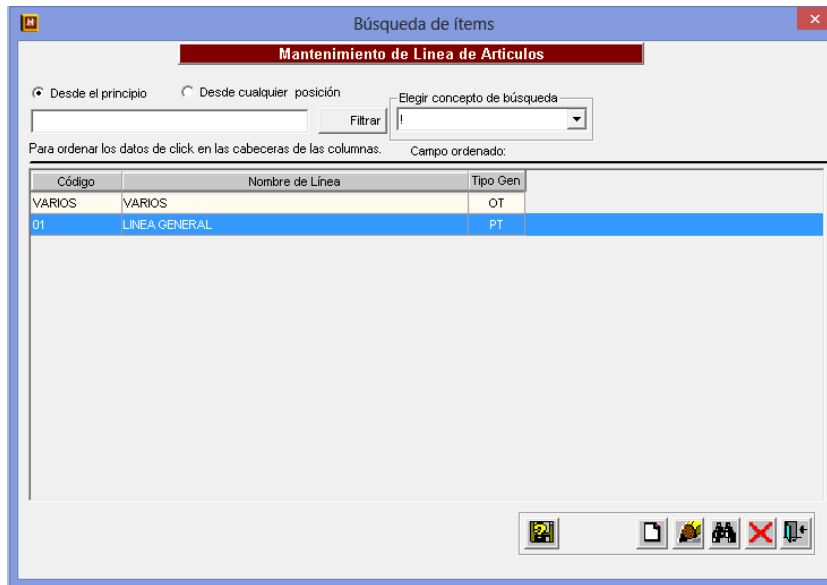 Búsqueda de ítems
Mantenimiento de Linea de Articulos
Desde el principio
Desde cualquier posición
Elegir concepto de búsqueda
Filtrar
!
Para ordenar los datos de click en las cabeceras de las columnas.
Campo ordenado:
Código Nombre de Línea Tipo Gen
VARIOS VARIOS OT
01 LINEA GENERAL PT